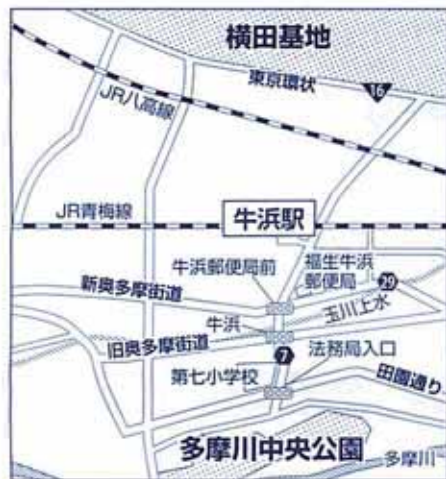 横田基地
東京環状
16
JR八高線
JR青梅線
牛浜駅
牛浜郵便局前
福生牛浜
郵便局
29
新奥多摩街道
玉川上水
牛浜
旧奥多摩街道
7
法務局入口
第七小学校
田園通り
多摩川中央公園
多摩川